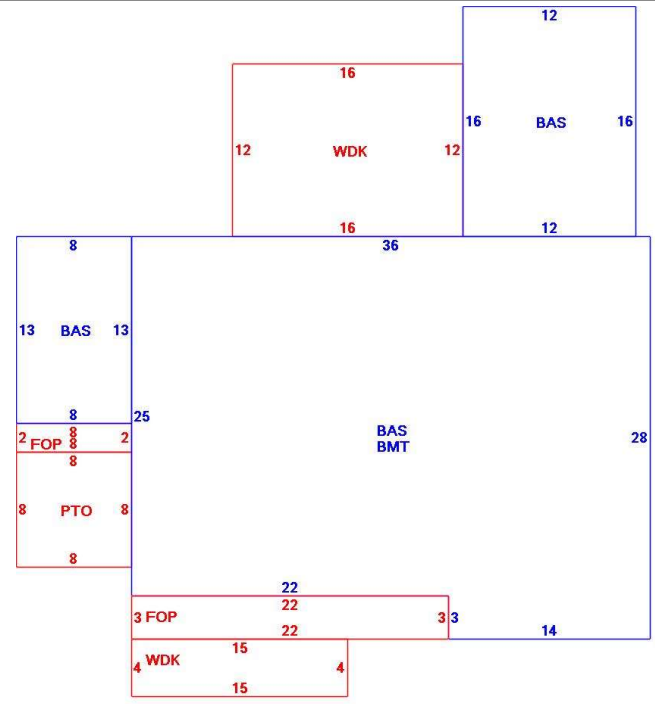 12
16
16 BAS 16
12 WDK 12
16 12
8 36
13 BAS 13
8 25
8
2 FOP 8 2
BAS
BMT 28
8
8 PTO 8
8
22
22
3 FOP 3 3
22 14
15
4 WDK 4
15